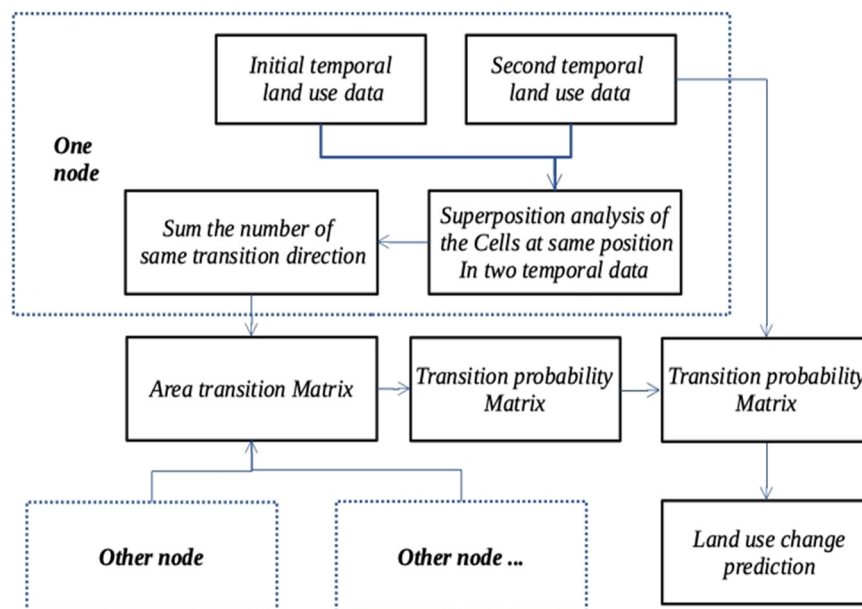 Initial temporal
land use data
Second temporal
land use data
One
node
Sum the number of
same transition direction
Superposition analysis of
the Cells at same position
In two temporal data
Area transition Matrix
Transition probability
Matrix
Transition probability
Matrix
Other node
Other node ...
Land use change
prediction